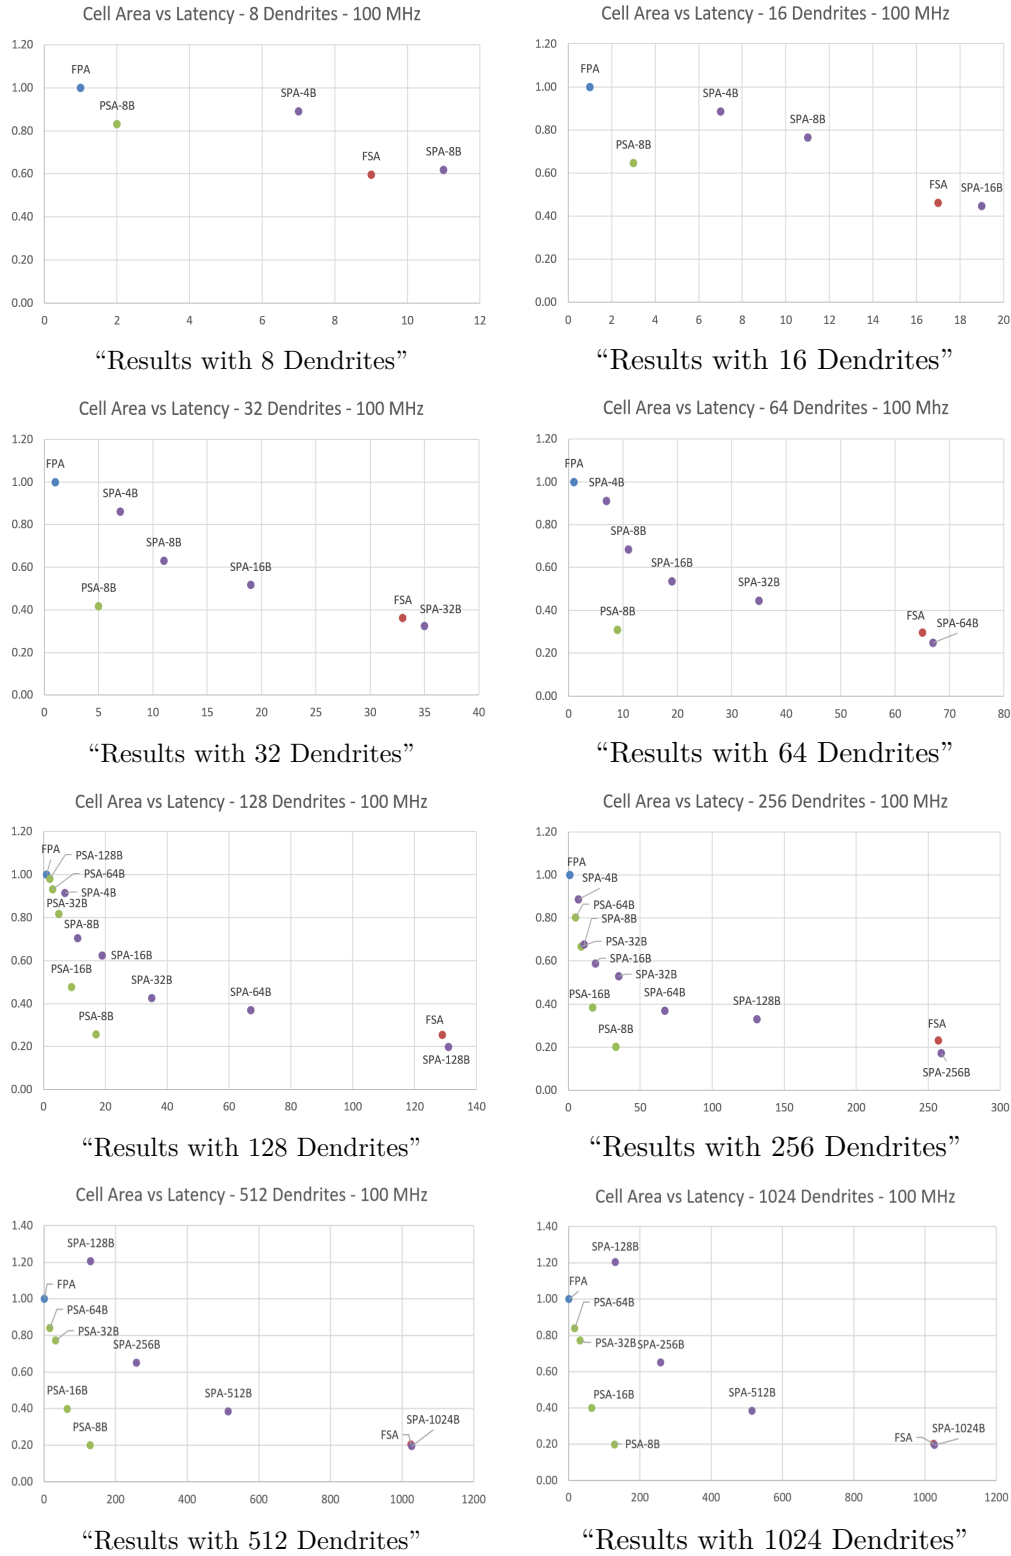 Cell Area vs Latency - 8 Dendrites - 100 MHz
1.20
1.00
0.80
0.60
0.40
0.20
0.00
FPA
PSA-8B
SPA-4B
FSA
SPA-8B
0 2 4 6 8 10 12
“Results with 8 Dendrites”
Cell Area vs Latency - 16 Dendrites - 100 MHz
1.20
1.00
0.80
0.60
0.40
0.20
0.00
FPA
SPA-4B
SPA-8B
PSA-8B
FSA
SPA-16B
0 2 4 6 8 10 12 14 16 18 20
“Results with 16 Dendrites”
Cell Area vs Latency - 32 Dendrites - 100 MHz
1.20
1.00
0.80
0.60
0.40
0.20
0.00
FPA
SPA-4B
SPA-8B
SPA-16B
PSA-8B
FSA
SPA-32B
0 5 10 15 20 25 30 35 40
“Results with 32 Dendrites”
Cell Area vs Latency - 64 Dendrites - 100 Mhz
1.20
1.00
0.80
0.60
0.40
0.20
0.00
FPA
SPA-4B
SPA-8B
SPA-16B
SPA-32B
PSA-8B
FSA
SPA-64B
0 10 20 30 40 50 60 70 80
“Results with 64 Dendrites”
Cell Area vs Latency - 128 Dendrites - 100 MHz
1.20
1.00
0.80
0.60
0.40
0.20
0.00
FPA
PSA-128B
PSA-64B
SPA-4B
PSA-32B
SPA-8B
SPA-16B
PSA-16B
SPA-32B
SPA-64B
PSA-8B
FSA
SPA-128B
0 20 40 60 80 100 120 140
“Results with 128 Dendrites”
Cell Area vs Latecy - 256 Dendrites - 100 MHz
1.20
1.00
0.80
0.60
0.40
0.20
0.00
FPA
SPA-4B
PSA-64B
SPA-8B
PSA-32B
SPA-16B
SPA-32B
PSA-16B
SPA-64B
SPA-128B
PSA-8B
FSA
SPA-256B
0 50 100 150 200 250 300
“Results with 256 Dendrites”
Cell Area vs Latency - 512 Dendrites - 100 MHz
1.40
1.20
1.00
0.80
0.60
0.40
0.20
0.00
SPA-128B
FPA
PSA-64B
PSA-32B
SPA-256B
PSA-16B
SPA-512B
PSA-8B
SPA-1024B
FSA
0 200 400 600 800 1000 1200
“Results with 512 Dendrites”
Cell Area vs Latency - 1024 Dendrites - 100 MHz
1.40
1.20
1.00
0.80
0.60
0.40
0.20
0.00
SPA-128B
FPA
PSA-64B
PSA-32B
SPA-256B
PSA-16B
SPA-512B
PSA-8B
SPA-1024B
FSA
0 200 400 600 800 1000 1200
“Results with 1024 Dendrites”